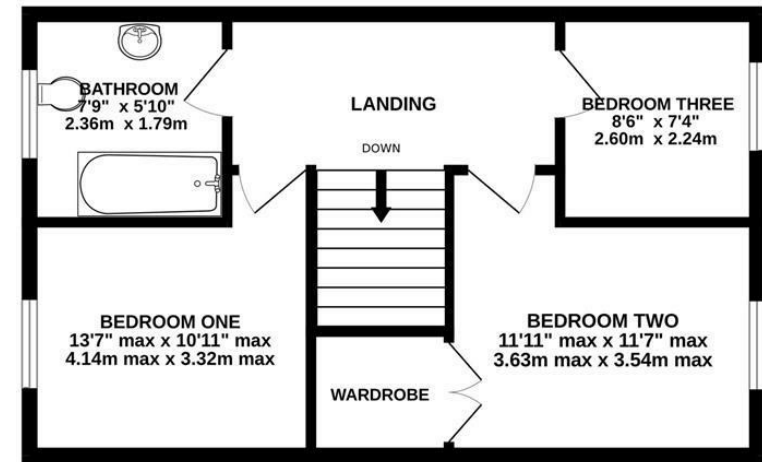 BATHROOM
7'9" x 5'10"
2.36m x 1.79m
LANDING
DOWN
BEDROOM THREE
8'6" x 7'4"
2.60m x 2.24m
BEDROOM ONE
13'7" max x 10'11" max
4.14m max x 3.32m max
BEDROOM TWO
11'11" max x 11'7" max
3.63m max x 3.54m max
WARDROBE